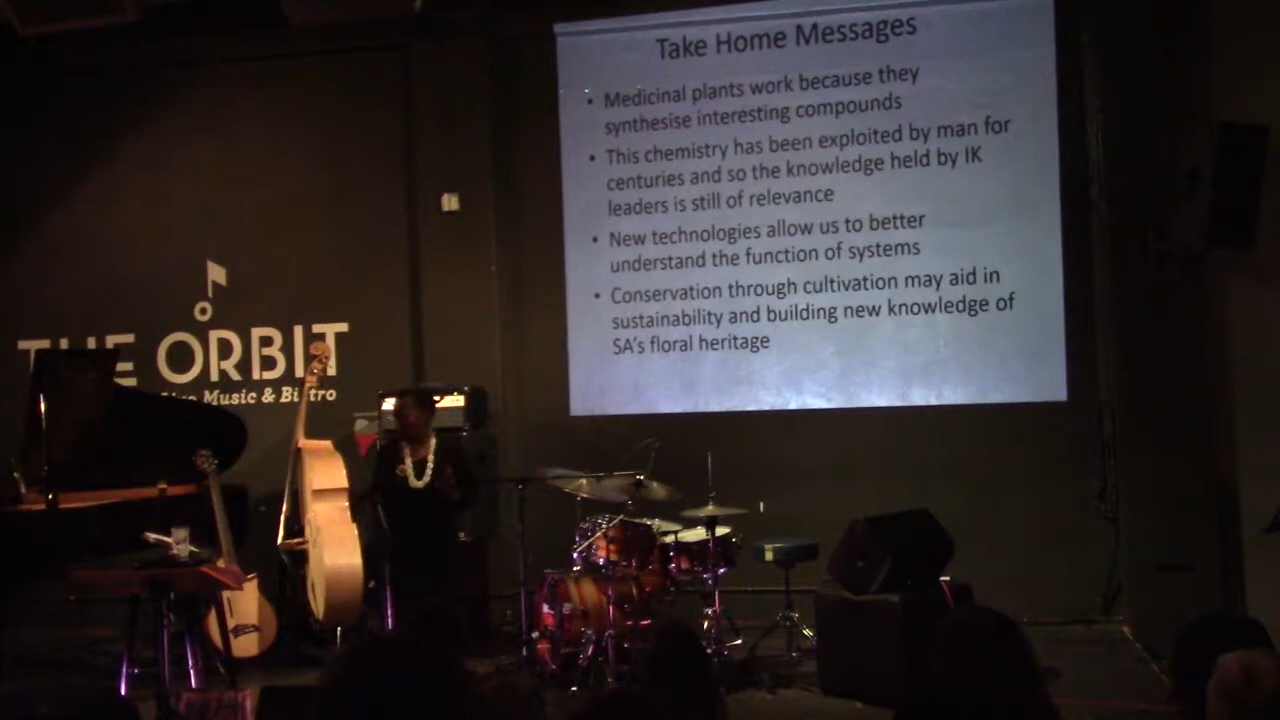 Take Home Messages
• Medicinal plants work because they
synthesise interesting compounds
• This chemistry has been exploited by man for
centuries and so the knowledge held by IK
leaders is still of relevance
• New technologies allow us to better
understand the function of systems
• Conservation through cultivation may aid in
sustainability and building new knowledge of
SA's floral heritage
THE ORBIT
Live Music & Bistro